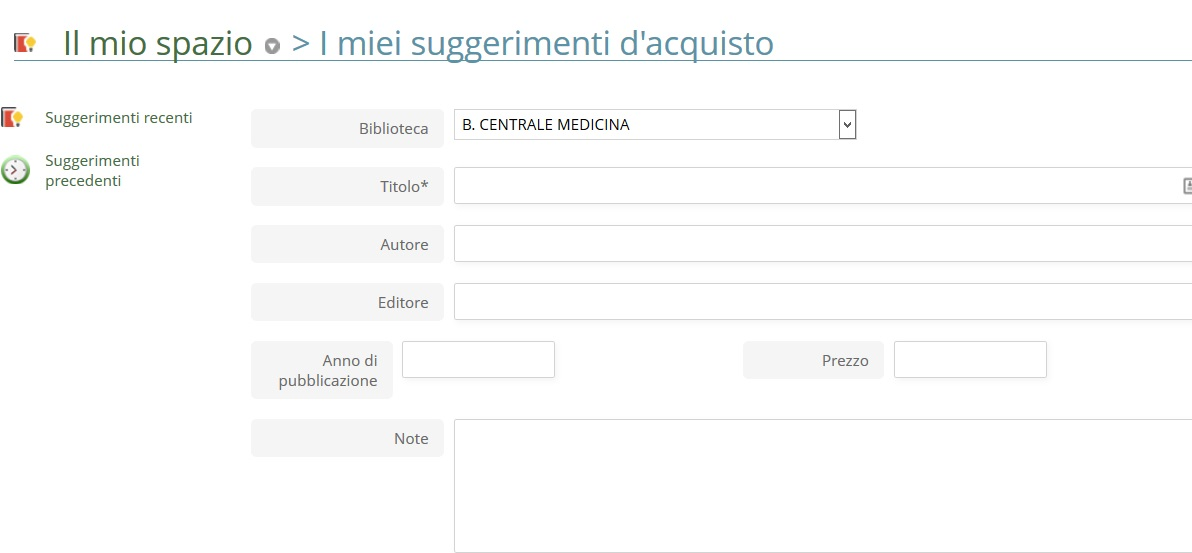 Il mio spazio > I miei suggerimenti d'acquisto
Suggerimenti recenti
Suggerimenti
precedenti
Biblioteca
B. CENTRALE MEDICINA
Titolo*
Autore
Editore
Anno di
pubblicazione
Prezzo
Note